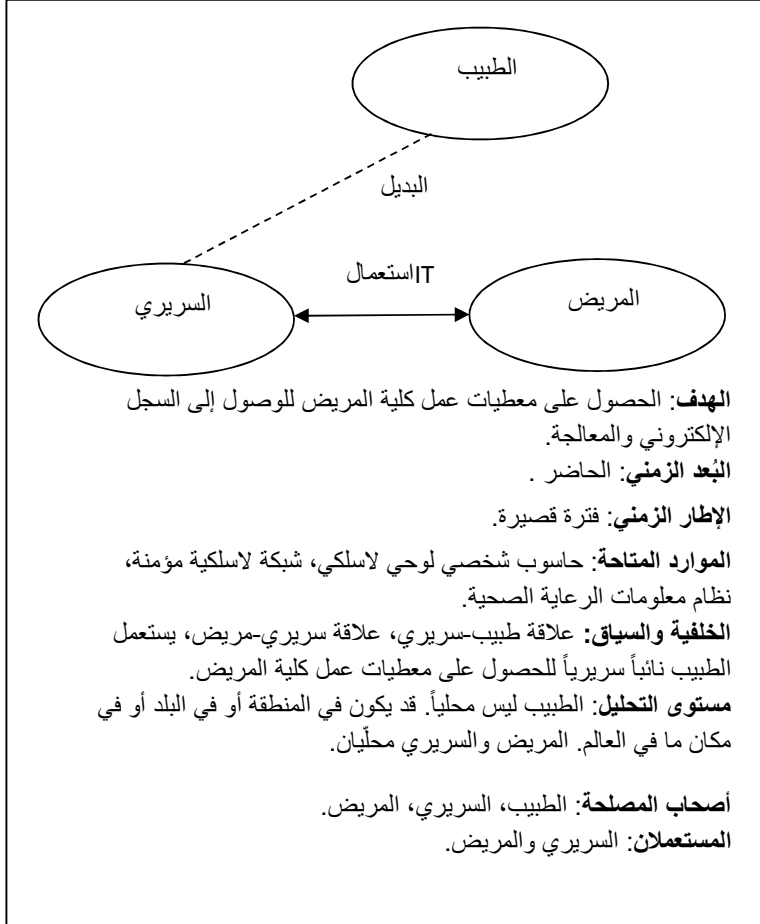 الطبيب
البديل
استعمال IT
السريري
المريض
الهدف: الحصول على معطيات عمل كلية المريض للوصول إلى السجل
الإلكتروني والمعالجة.
البُعد الزمني: الحاضر .
الإطار الزمني: فترة قصيرة.
الموارد المتاحة: حاسوب شخصي لوحي لاسلكي، شبكة لاسلكية مؤمنة،
نظام معلومات الرعاية الصحية.
الخلفية والسياق: علاقة طبيب-سريري، علاقة سريري-مريض، يستعمل
الطبيب نائباً سريرياً للحصول على معطيات عمل كلية المريض.
مستوى التحليل: الطبيب ليس محلياً. قد يكون في المنطقة أو في البلد أو في
مكان ما في العالم. المريض والسريري محلّيان.
أصحاب المصلحة: الطبيب، السريري، المريض.
المستعملان: السريري والمريض.